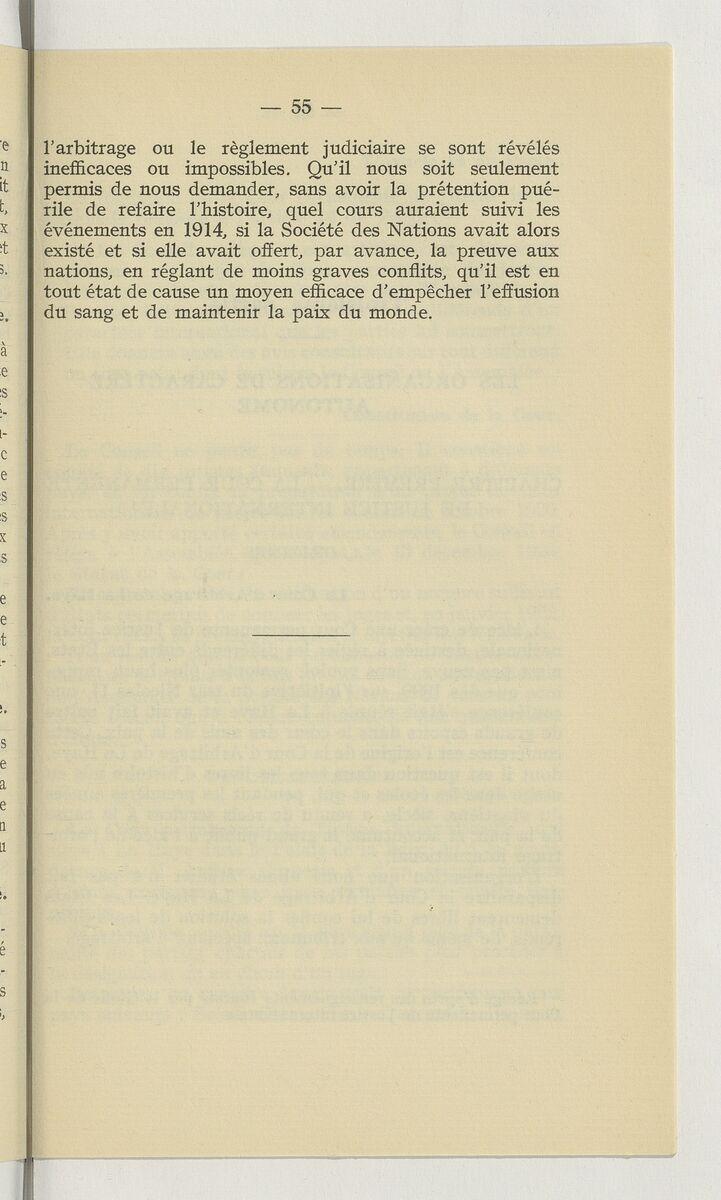 — 55 —
l'arbitrage ou le règlement judiciaire se sont révélés
inefficaces ou impossibles. Qu'il nous soit seulement
permis de nous demander, sans avoir la prétention pué-
rile de refaire l'histoire, quel cours auraient suivi les
événements en 1914, si la Société des Nations avait alors
existé et si elle avait offert, par avance, la preuve aux
nations, en réglant de moins graves conflits, qu'il est en
tout état de cause un moyen efficace d'empêcher l'effusion
du sang et de maintenir la paix du monde.